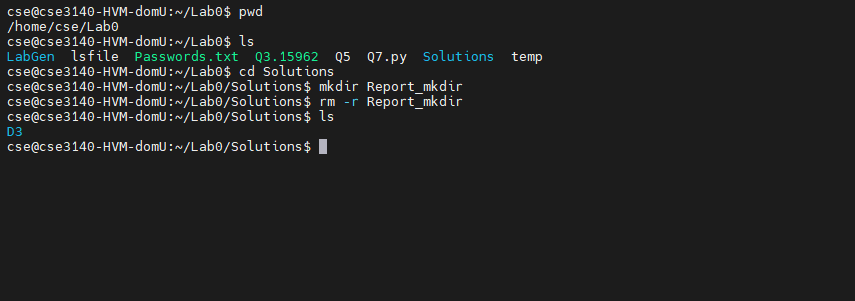 cse@cse3140-HVM-domU:~/Lab0$ pwd
/home/cse/Lab0
cse@cse3140-HVM-domU:~/Lab0$ ls
LabGen  lsfile  Passwords.txt  Q3.15962  Q5  Q7.py  Solutions  temp
cse@cse3140-HVM-domU:~/Lab0$ cd Solutions
cse@cse3140-HVM-domU:~/Lab0/Solutions$ mkdir Report_mkdir
cse@cse3140-HVM-domU:~/Lab0/Solutions$ rm -r Report_mkdir
cse@cse3140-HVM-domU:~/Lab0/Solutions$ ls
D3
cse@cse3140-HVM-domU:~/Lab0/Solutions$